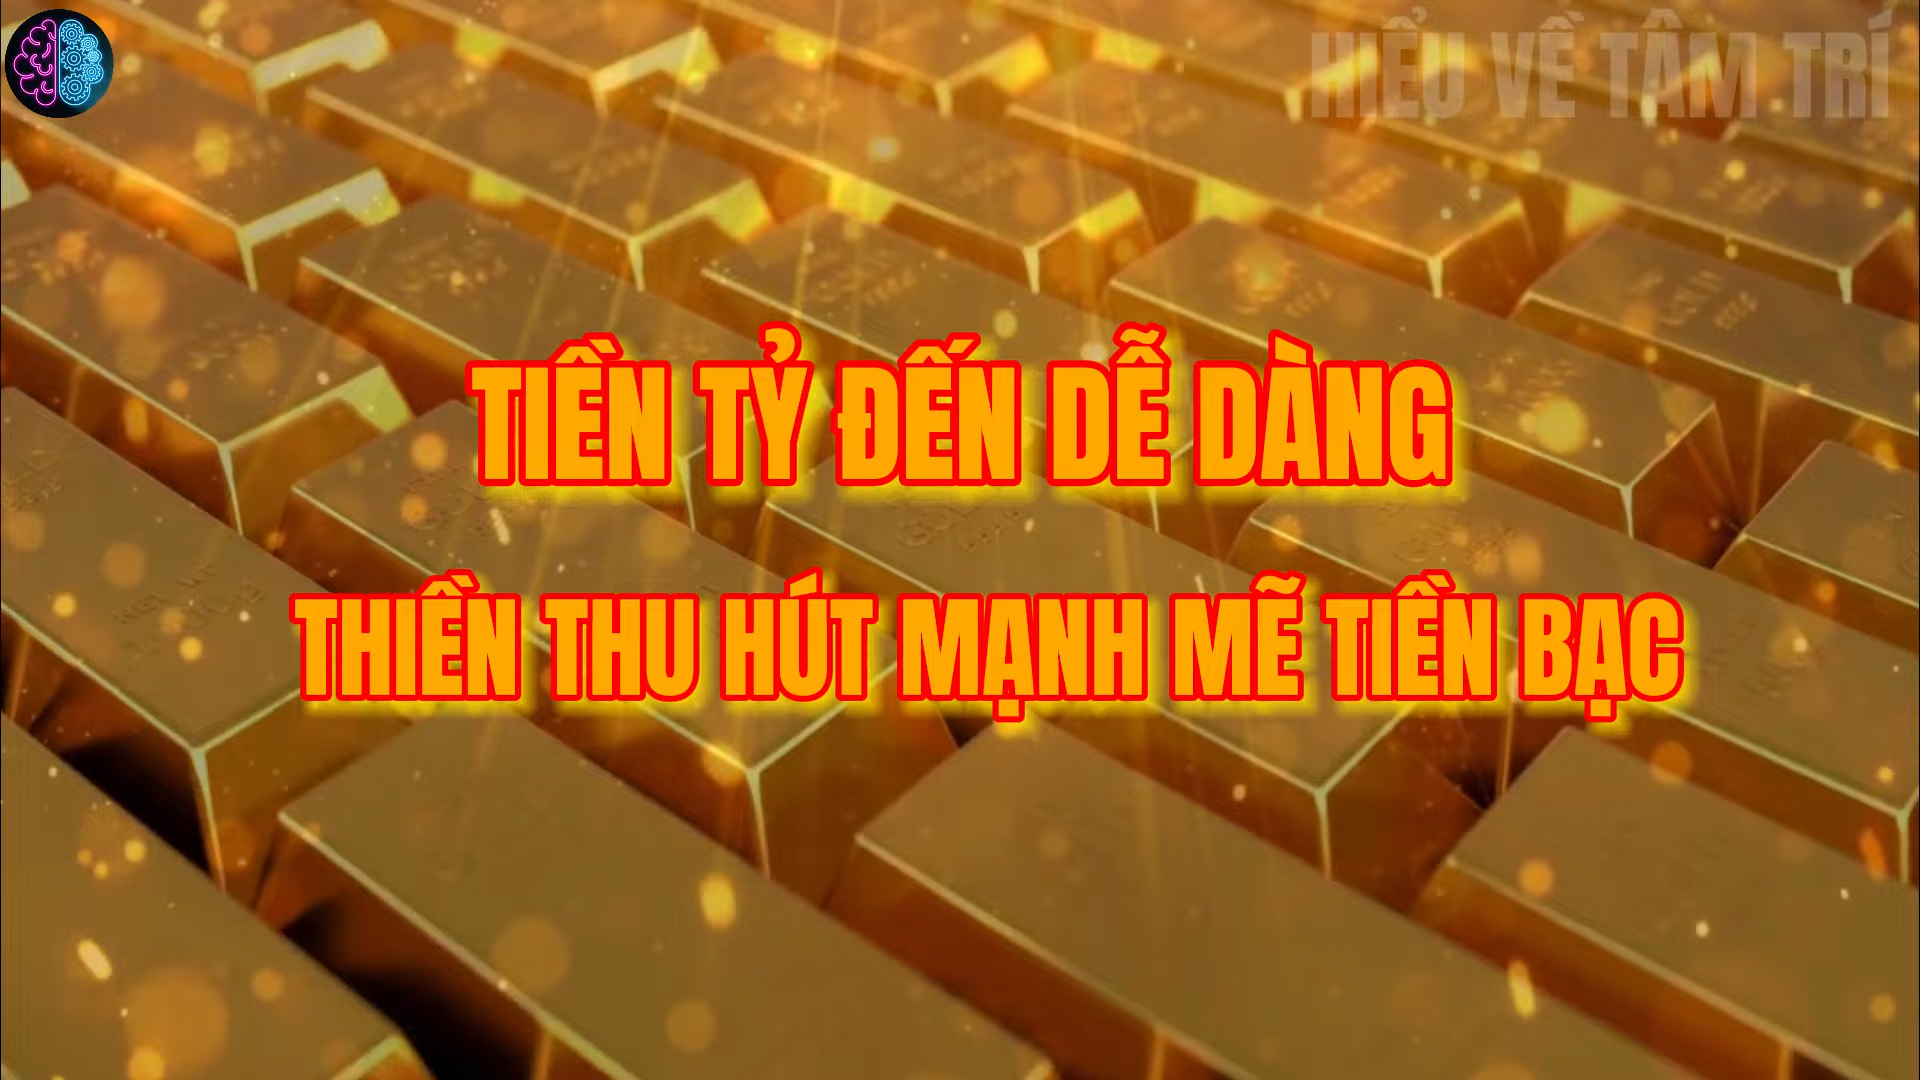 HIỂU VỀ TÂM TRÍ
TIỀN TỶ ĐẾN DỄ DÀNG
THIỀN THU HÚT MẠNH MẼ TIỀN BẠC